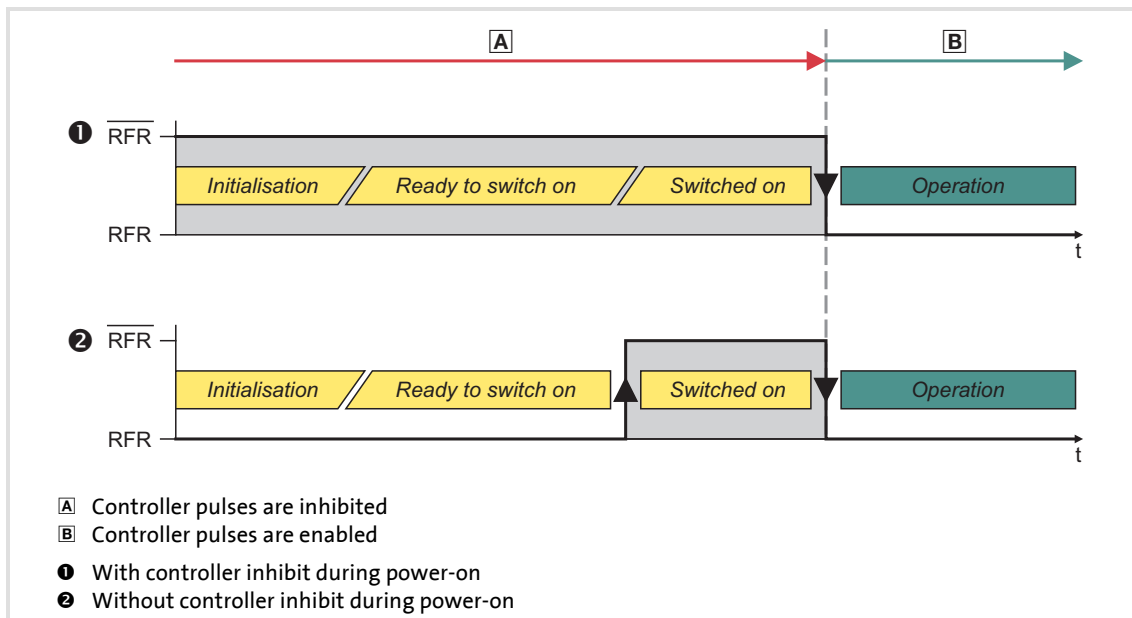 A B
❶ R̅F̅R̅
Initialisation Ready to switch on Switched on Operation
RFR
t
❷ R̅F̅R̅
Initialisation Ready to switch on Switched on Operation
RFR
t
A Controller pulses are inhibited
B Controller pulses are enabled
❶ With controller inhibit during power-on
❷ Without controller inhibit during power-on